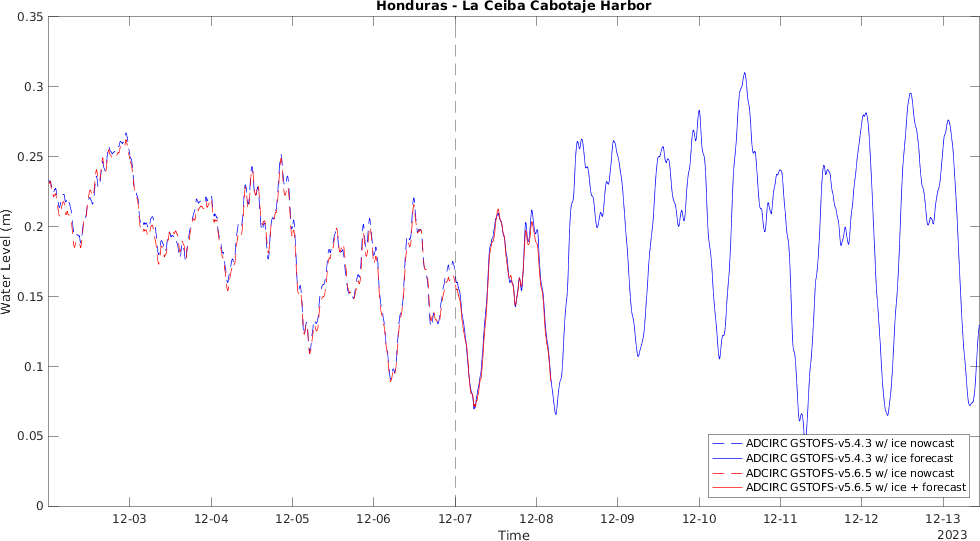 Honduras - La Ceiba Cabotaje Harbor
0.35
0.3
0.25
0.2
0.15
0.1
0.05
0
Water Level (m)
ADCIRC GSTOFS-v5.4.3 w/ ice nowcast
ADCIRC GSTOFS-v5.4.3 w/ ice forecast
ADCIRC GSTOFS-v5.6.5 w/ ice nowcast
ADCIRC GSTOFS-v5.6.5 w/ ice + forecast
12-03 12-04 12-05 12-06 12-07 12-08 12-09 12-10 12-11 12-12 12-13
Time
2023